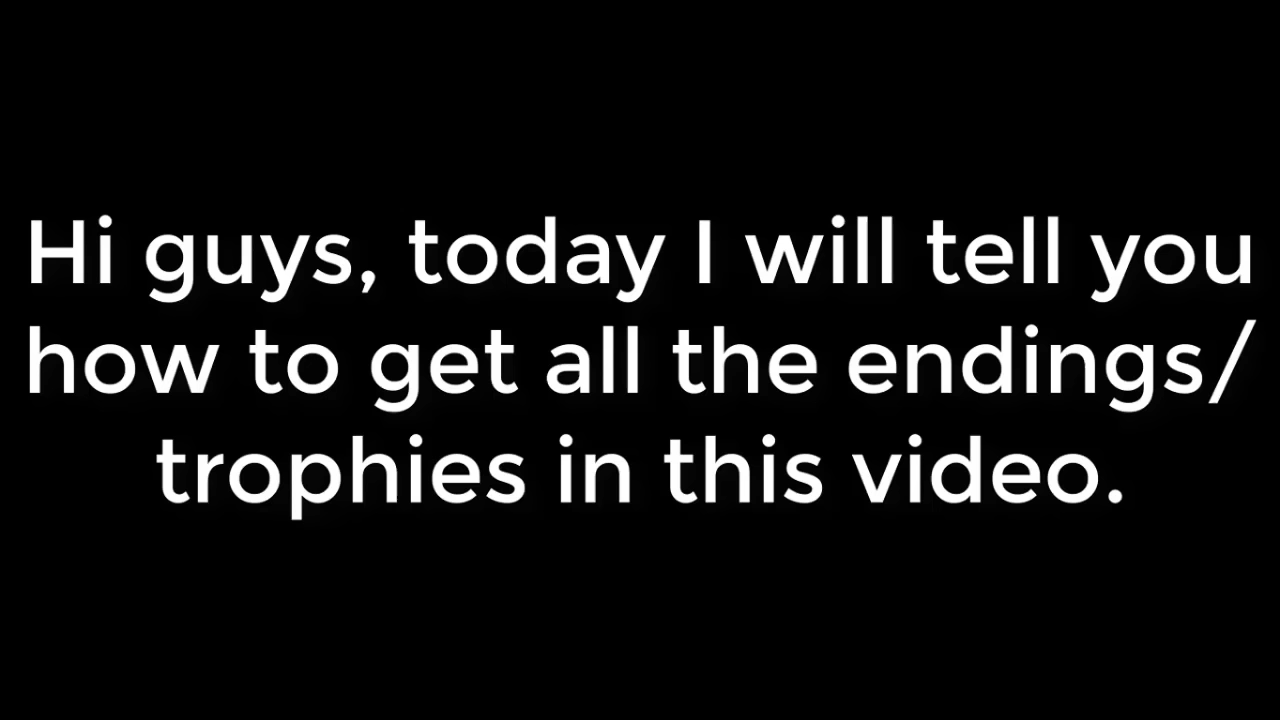 Hi guys, today I will tell you
how to get all the endings/
trophies in this video.